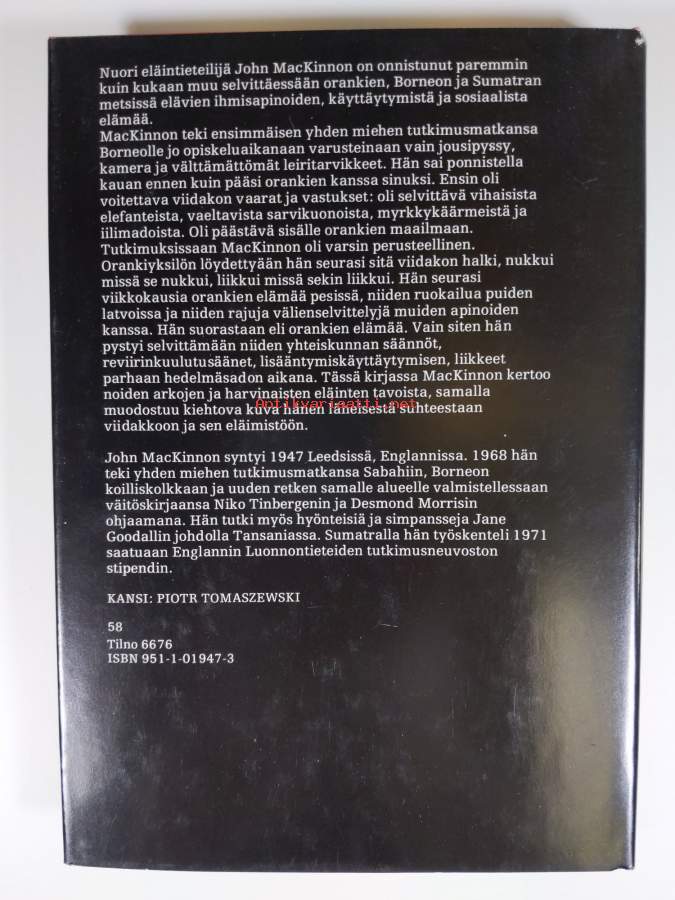 Nuori eläintieteilijä John MacKinnon on onnistunut paremmin
kuin kukaan muu selvittäessään orankien, Borneon ja Sumatran
metsissä elävien ihmisapinoiden, käyttäytymistä ja sosiaalista
elämää.
MacKinnon teki ensimmäisen yhden miehen tutkimusmatkansa
Borneolle jo opiskeluaikanaan varusteinaan vain jousipyssy,
kamera ja välttämättömät leiritarvikkeet. Hän sai ponnistella
kauan ennen kuin pääsi orankien kanssa sinuksi. Ensin oli
voitettava viidakon vaarat ja vastukset: oli selvittävä vihaisista
elefanteista, vaeltavista sarvikuonoista, myrkkykäärmeistä ja
iilimadoista. Oli päästävä sisälle orankien maailmaan.
Tutkimuksissaan MacKinnon oli varsin perusteellinen.
Orankiyksilön löydettyään hän seurasi sitä viidakon halki, nukkui
missä se nukkui, liikkui missä sekin liikkui. Hän seurasi
viikkokausia orankien elämää pesissä, niiden ruokailua puiden
latvoissa ja niiden rajuja välienselvittelyjä muiden apinoiden
kanssa. Hän suorastaan eli orankien elämää. Vain siten hän
pystyi selvittämään niiden yhteiskunnan säännöt,
reviirinkuulutusäänet, lisääntymiskäyttäytymisen, liikkeet
parhaan hedelmäsadon aikana. Tässä kirjassa MacKinnon kertoo
noiden arkojen ja harvinaisten eläinten tavoista, samalla
muodostuu kiehtova kuva hänen läheisestä suhteestaan
Antikvariaatti.net
viidakkoon ja sen eläimistöön.
John MacKinnon syntyi 1947 Leedsissä, Englannissa. 1968 hän
teki yhden miehen tutkimusmatkansa Sabahiin, Borneon
koilliskolkkaan ja uuden retken samalle alueelle valmistellessaan
väitöskirjaansa Niko Tinbergenin ja Desmond Morrisin
ohjaamana. Hän tutki myös hyönteisiä ja simpansseja Jane
Goodallin johdolla Tansaniassa. Sumatralla hän työskenteli 1971
saatuaan Englannin Luonnontieteiden tutkimusneuvoston
stipendin.
KANSI: PIOTR TOMASZEWSKI
58
Tilno 6676
ISBN 951-1-01947-3